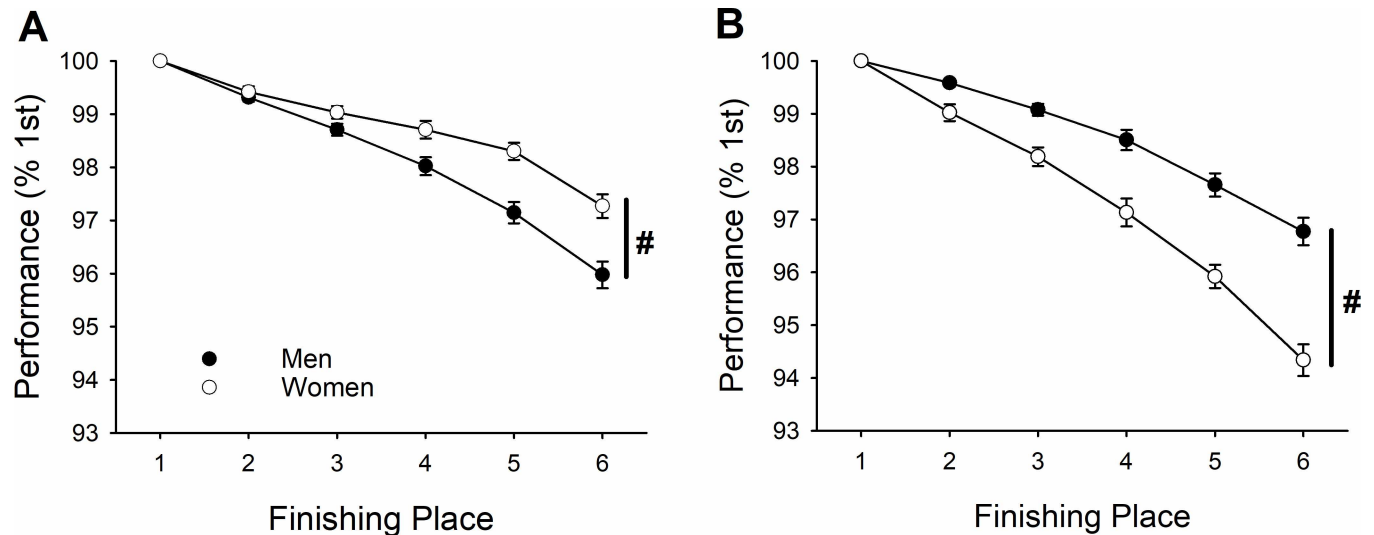 A
Performance (% 1st)
100
99
98
97
96
95
94
93
Men
Women
#
1 2 3 4 5 6
Finishing Place
B
Performance (% 1st)
100
99
98
97
96
95
94
93
#
1 2 3 4 5 6
Finishing Place